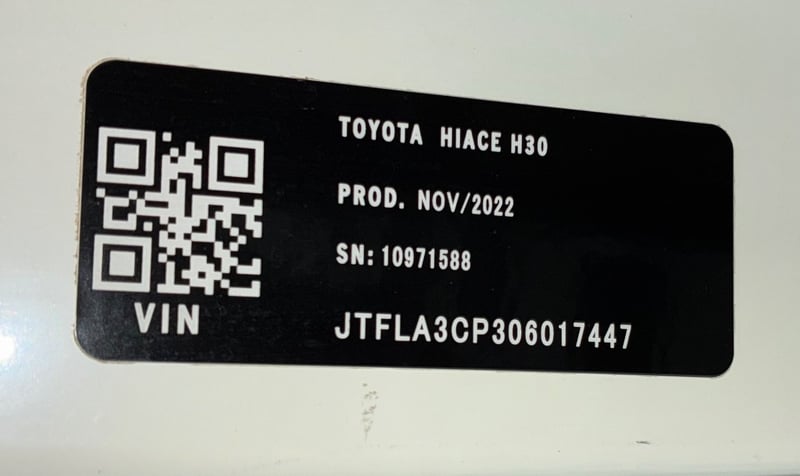 TOYOTA HIACE H30
PROD. NOV/2022
SN: 10971588
VIN
JTFLA3CP306017447